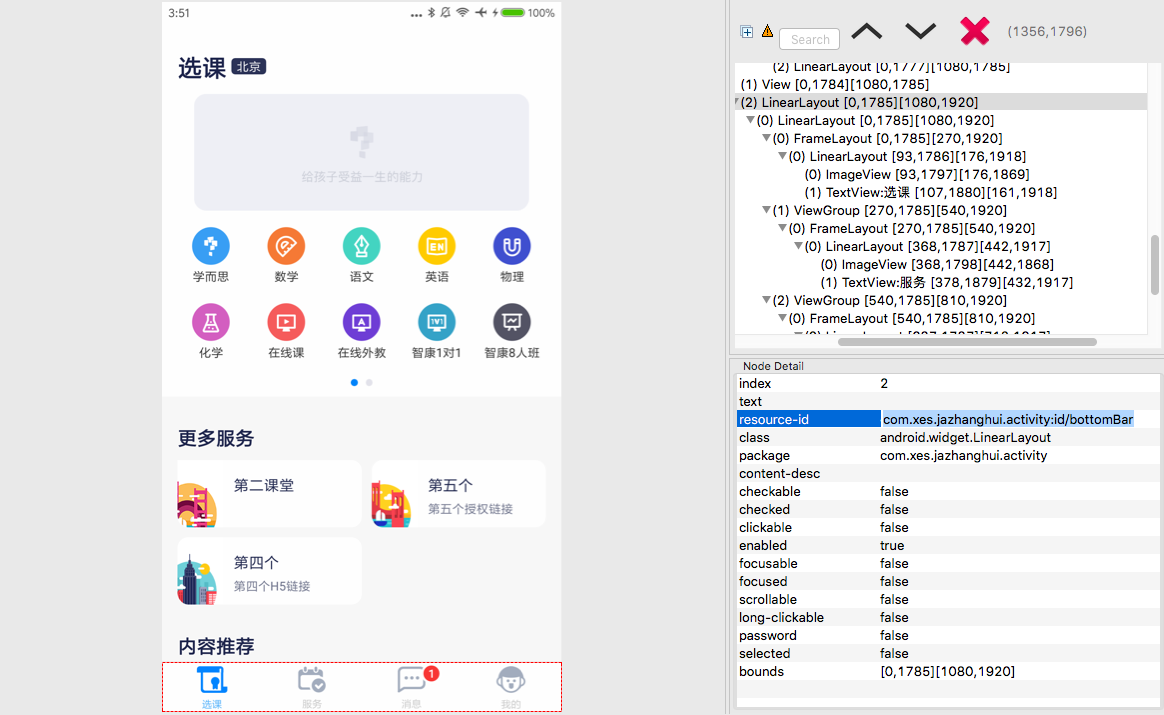 3:51
100%
选课 北京
给孩子受益一生的能力
学而思 数学 语文 英语 物理
EN
化学 在线课 在线外教 智康1对1 智康8人班
A 1V1
更多服务
第二课堂
第五个
第五个授权链接
第四个
第四个H5链接
内容推荐
1
选课 服务 消息 我的
Search
(1356,1796)
(2) LinearLayout [0,1777][1080,1785]
(1) View [0,1784][1080,1785]
(2) LinearLayout [0,1785][1080,1920]
(0) LinearLayout [0,1785][1080,1920]
(0) FrameLayout [0,1785][270,1920]
(0) LinearLayout [93,1786][176,1918]
(0) ImageView [93,1797][176,1869]
(1) TextView:选课 [107,1880][161,1918]
(1) ViewGroup [270,1785][540,1920]
(0) FrameLayout [270,1785][540,1920]
(0) LinearLayout [368,1787][442,1917]
(0) ImageView [368,1798][442,1868]
(1) TextView:服务 [378,1879][432,1917]
(2) ViewGroup [540,1785][810,1920]
(0) FrameLayout [540,1785][810,1920]
Node Detail
index 2
text
resource-id com.xes.jazhanghui.activity:id/bottomBar
class android.widget.LinearLayout
package com.xes.jazhanghui.activity
content-desc
checkable false
checked false
clickable false
enabled true
focusable false
focused false
scrollable false
long-clickable false
password false
selected false
bounds [0,1785][1080,1920]